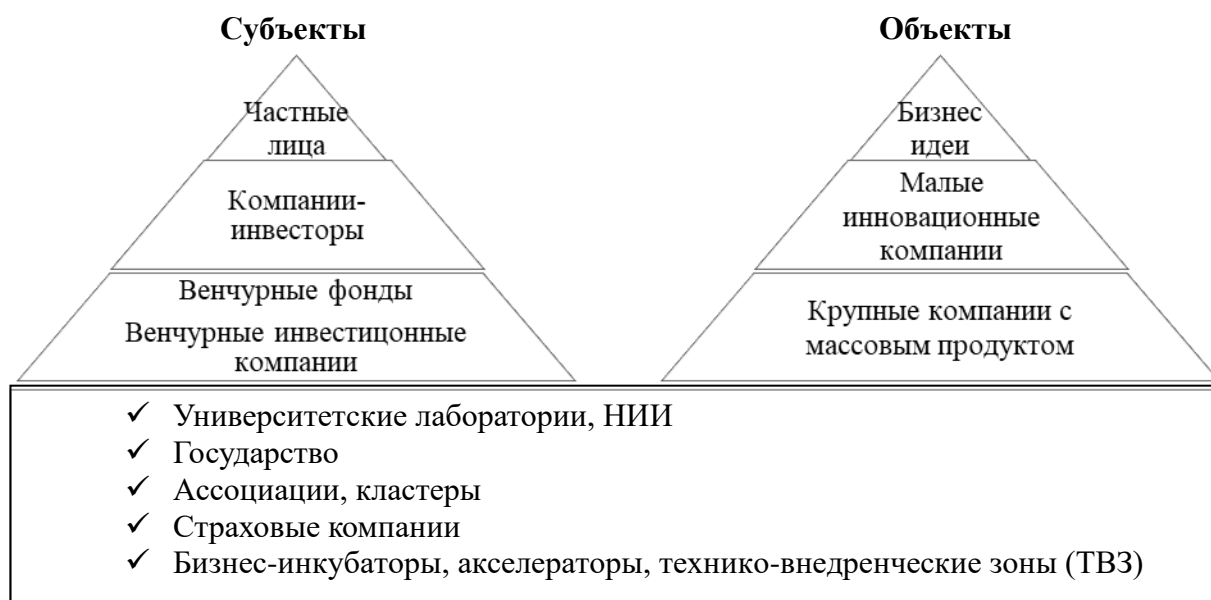 Субъекты
Частные
лица
Компании-
инвесторы
Венчурные фонды
Венчурные инвестицонные
компании
Объекты
Бизнес
идеи
Малые
инновационные
компании
Крупные компании с
массовым продуктом
✓ Университетские лаборатории, НИИ
✓ Государство
✓ Ассоциации, кластеры
✓ Страховые компании
✓ Бизнес-инкубаторы, акселераторы, технико-внедренческие зоны (ТВЗ)